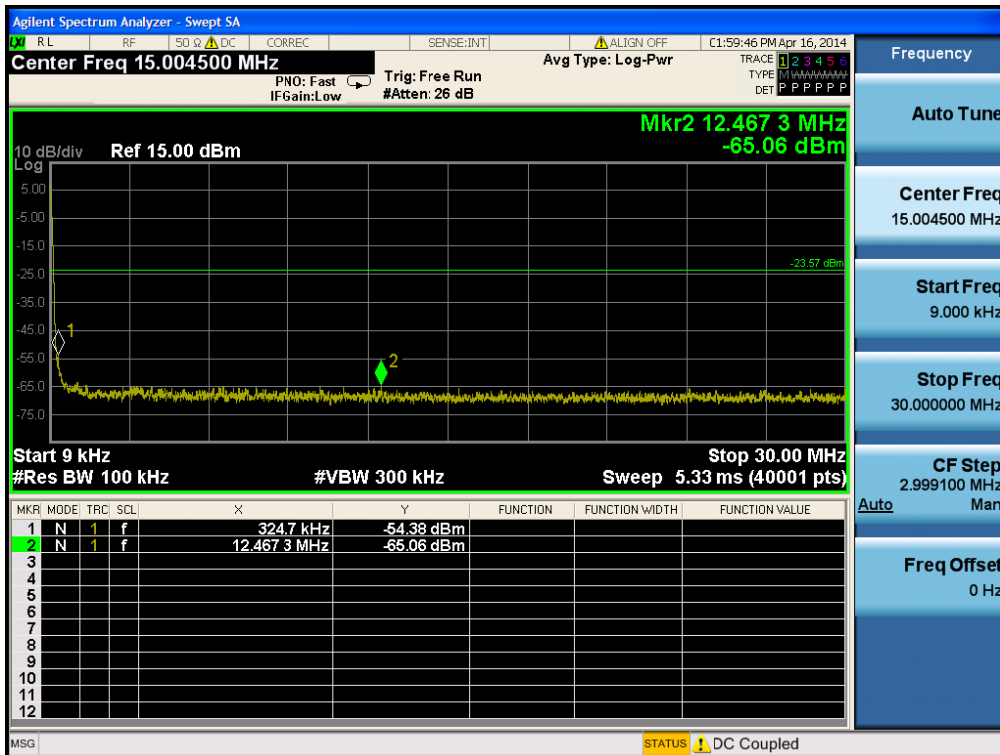 Agilent Spectrum Analyzer - Swept SA
LXI RL RF 50 Ω DC CORREC SENSE:INT ALIGN OFF 01:59:46 PM Apr 16, 2014
Center Freq 15.004500 MHz
PNO: Fast
IFGain:Low
Trig: Free Run
#Atten: 26 dB
Avg Type: Log-Pwr
TRACE 1 2 3 4 5 6
TYPE M WWWWW
DET P P P P P P
Mkr2 12.467 3 MHz
-65.06 dBm
10 dB/div Ref 15.00 dBm
Log
5.00
-5.00
-15.0
-23.57 dBm
-25.0
-35.0
-45.0
1
-55.0
2
-65.0
-75.0
Start 9 kHz Stop 30.00 MHz
#Res BW 100 kHz #VBW 300 kHz Sweep 5.33 ms (40001 pts)
MKR MODE TRC SCL X Y FUNCTION FUNCTION WIDTH FUNCTION VALUE
1 N 1 f 324.7 kHz -54.38 dBm
2 N 1 f 12.467 3 MHz -65.06 dBm
3
4
5
6
7
8
9
10
11
12
MSG STATUS DC Coupled
Frequency
Auto Tune
Center Freq
15.004500 MHz
Start Freq
9.000 kHz
Stop Freq
30.000000 MHz
CF Step
2.999100 MHz
Auto Man
Freq Offset
0 Hz